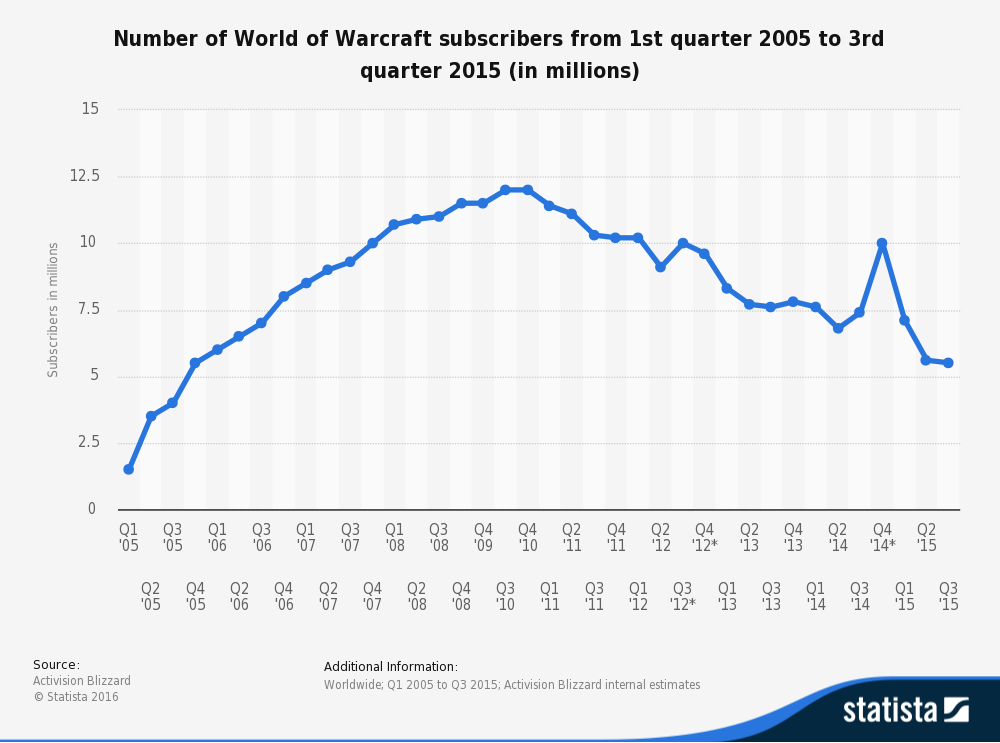 Number of World of Warcraft subscribers from 1st quarter 2005 to 3rd
quarter 2015 (in millions)
15
12.5
10
7.5
5
2.5
0
Subscribers in millions
Q1 Q3 Q1 Q3 Q1 Q3 Q1 Q3 Q4 Q4 Q2 Q4 Q2 Q4 Q2 Q4 Q2 Q4 Q2
'05 '05 '06 '06 '07 '07 '08 '08 '09 '10 '11 '11 '12 '12* '13 '13 '14 '14* '15
Q2 Q4 Q2 Q4 Q2 Q4 Q2 Q4 Q3 Q1 Q3 Q1 Q3 Q1 Q3 Q1 Q3 Q1 Q3
'05 '05 '06 '06 '07 '07 '08 '08 '10 '11 '11 '12 '12* '13 '13 '14 '14 '15 '15
Source:
Activision Blizzard
© Statista 2016
Additional Information:
Worldwide; Q1 2005 to Q3 2015; Activision Blizzard internal estimates
statista